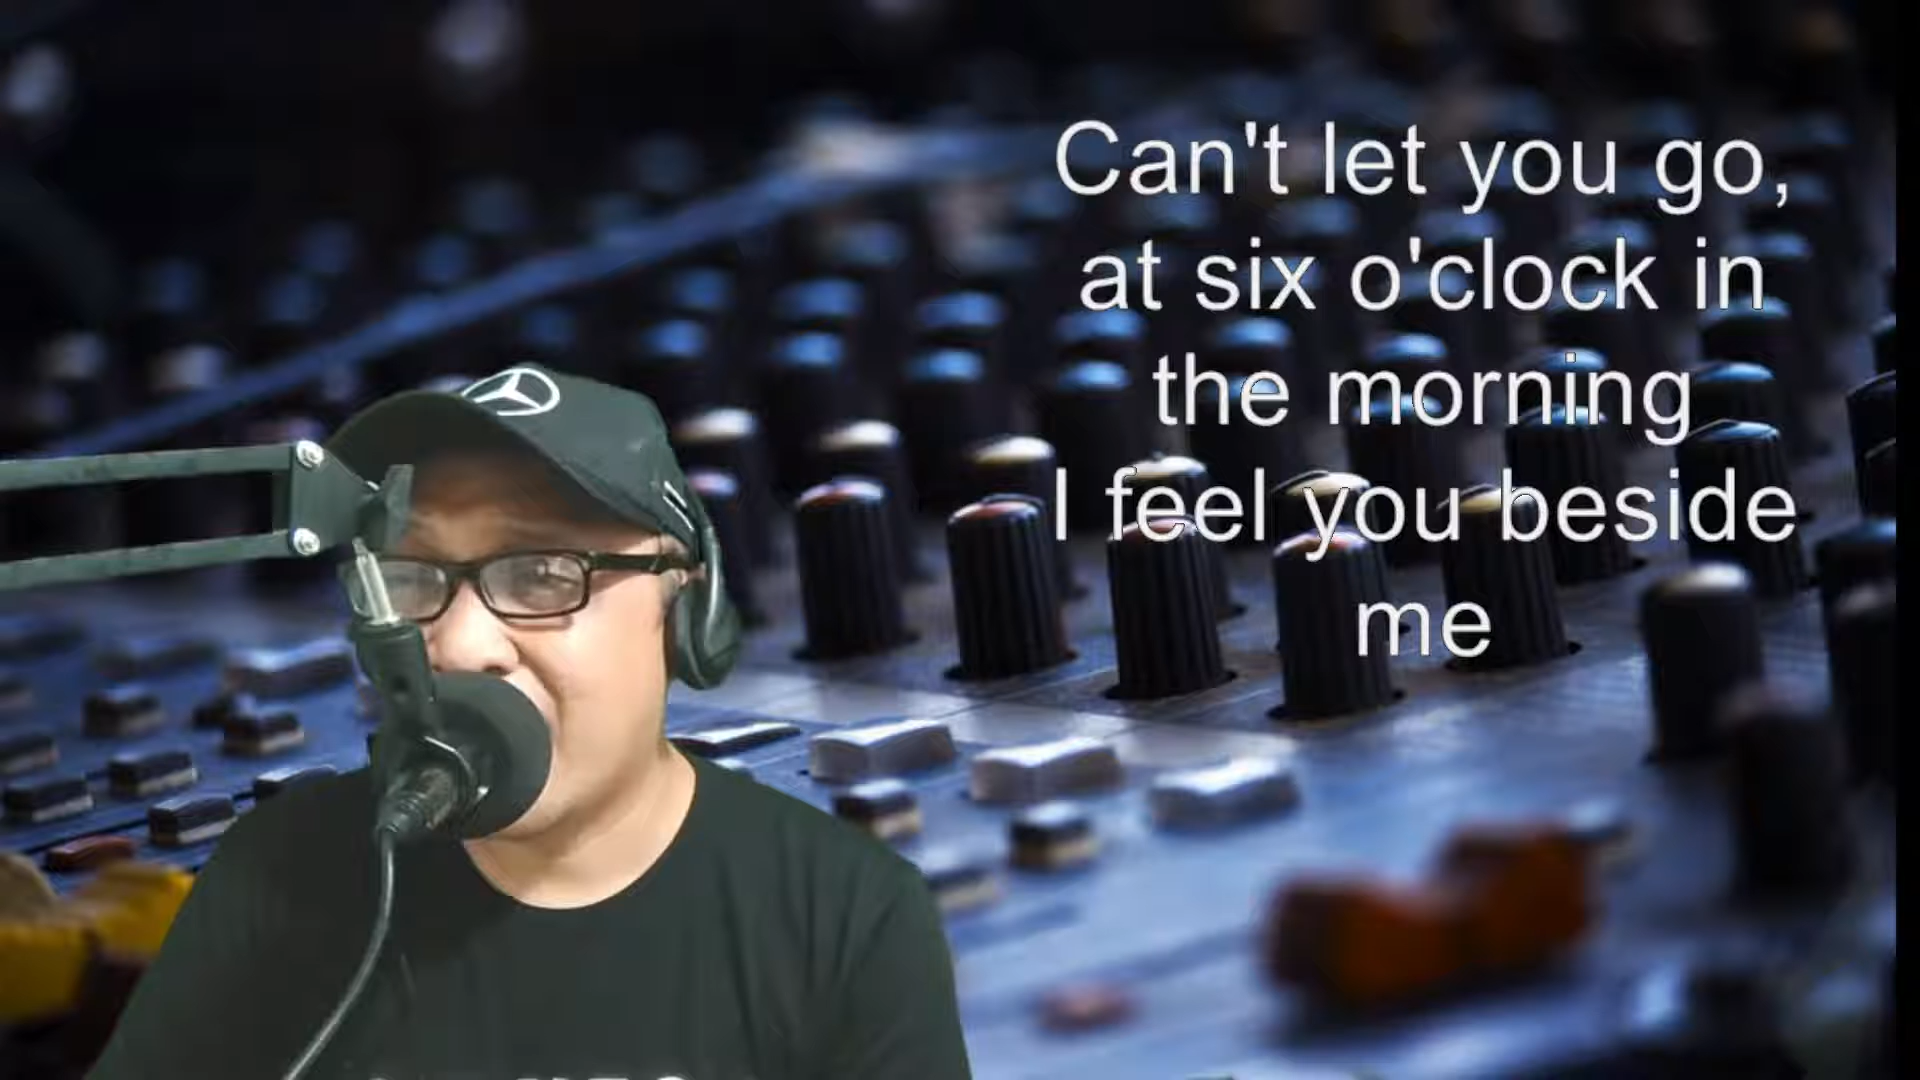 Can't let you go,
at six o'clock in
the morning
I feel you beside
me